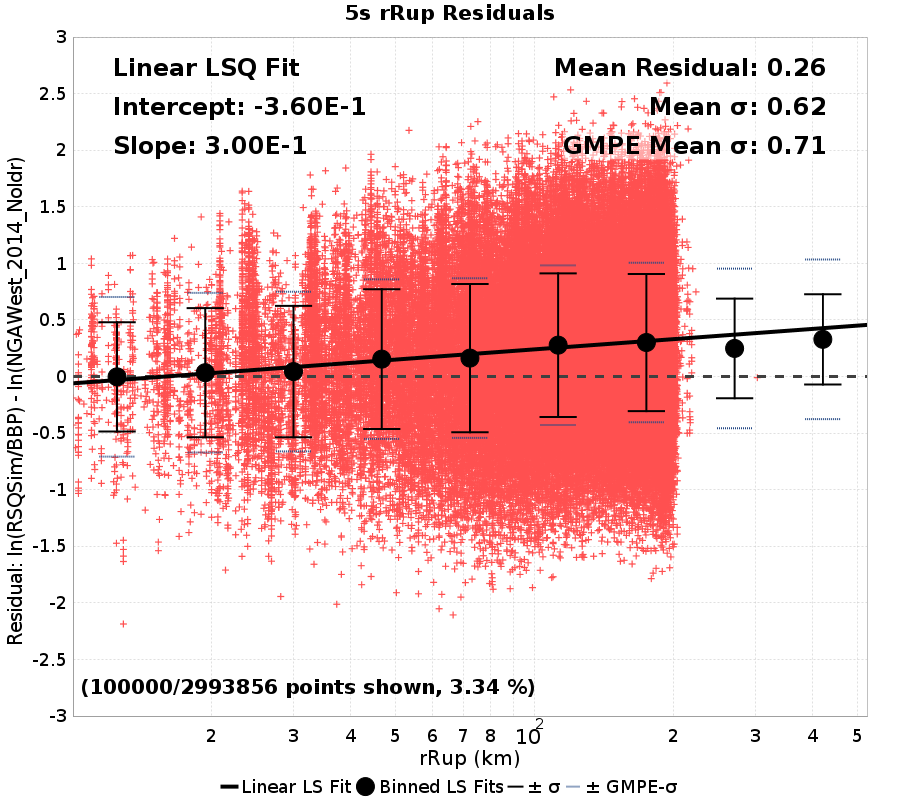 5s rRup Residuals
Linear LSQ Fit
Intercept: -3.60E-1
Slope: 3.00E-1
Mean Residual: 0.26
Mean σ: 0.62
GMPE Mean σ: 0.71
Residual: ln(RSQSim/BBP) - ln(NGAWest_2014_NoIdr)
3
2.5
2
1.5
1
0.5
0
-0.5
-1
-1.5
-2
-2.5
-3
(100000/2993856 points shown, 3.34 %)
2 3 4 5 6 7 8 10^2 2 3 4 5
rRup (km)
Linear LS Fit Binned LS Fits ± σ ± GMPE-σ